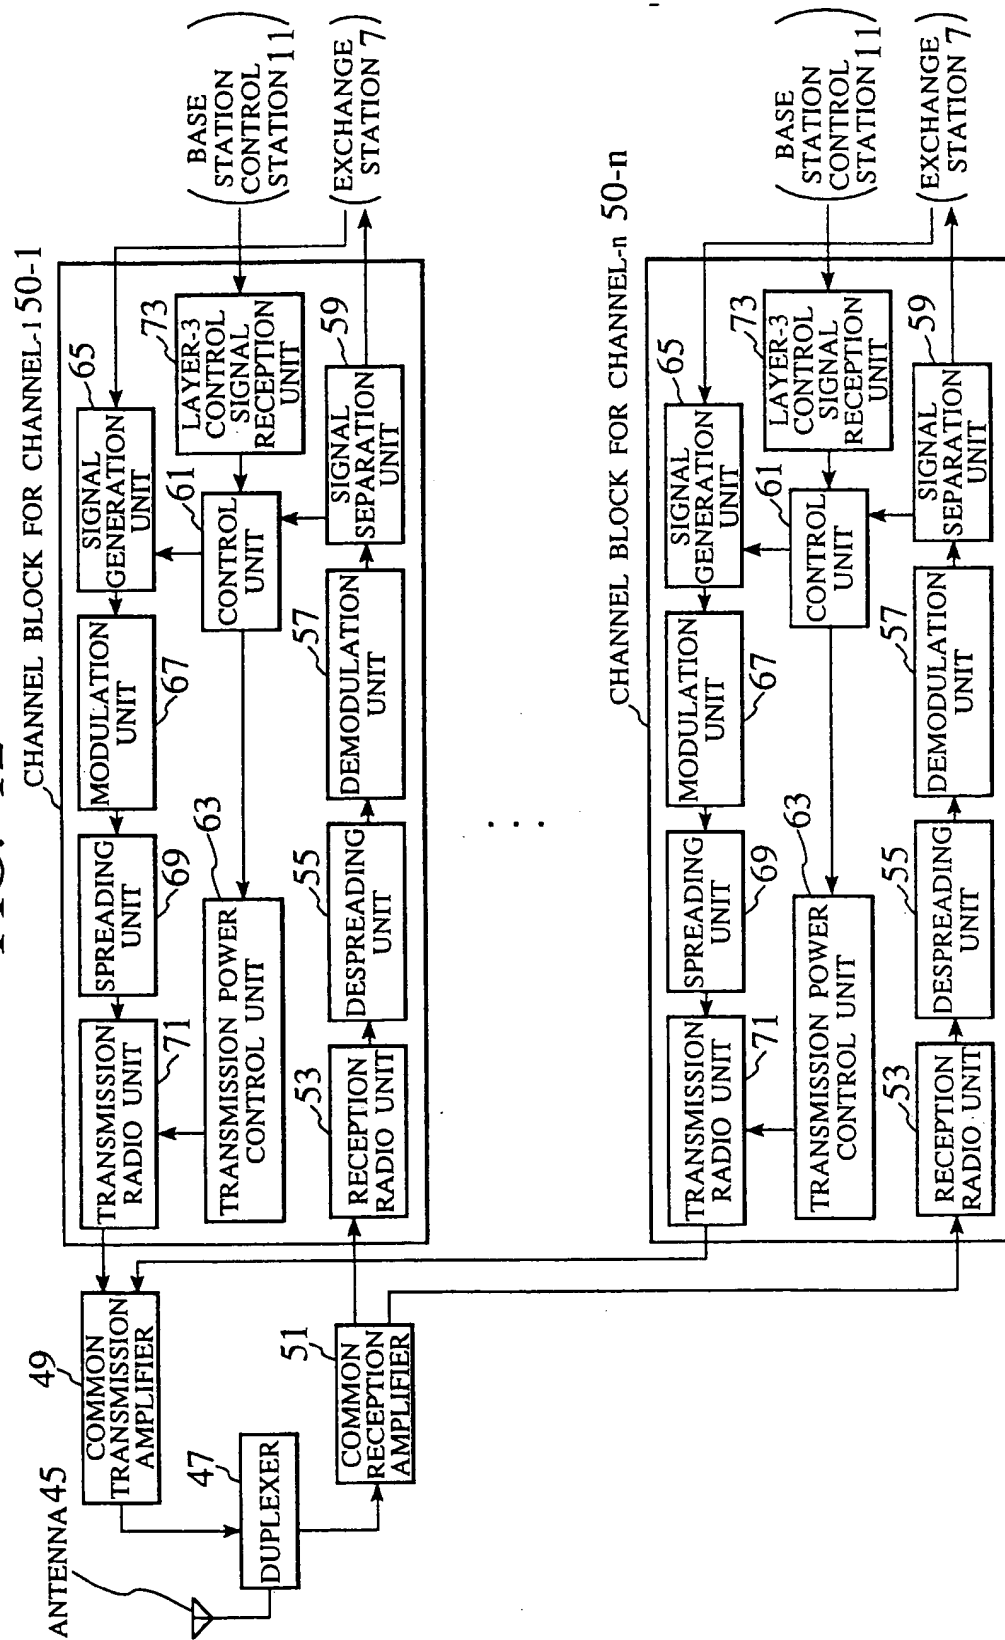 CHANNEL BLOCK FOR CHANNEL-1 50-1
ANTENNA 45
47
DUPLEXER
49
COMMON
TRANSMISSION
AMPLIFIER
51
COMMON
RECEPTION
AMPLIFIER
TRANSMISSION
RADIO UNIT
71
SPREADING
UNIT
69
MODULATION
UNIT
67
SIGNAL
GENERATION
UNIT
65
TRANSMISSION POWER
CONTROL UNIT
63
CONTROL
UNIT
61
LAYER-3
CONTROL
SIGNAL
RECEPTION
UNIT
73
RECEPTION
RADIO UNIT
53
DESPREADING
UNIT
55
DEMODULATION
UNIT
57
SIGNAL
SEPARATION
UNIT
59
(BASE
STATION
CONTROL
STATION 11)
(EXCHANGE
STATION 7)
. . .
CHANNEL BLOCK FOR CHANNEL-n 50-n
TRANSMISSION
RADIO UNIT
71
SPREADING
UNIT
69
MODULATION
UNIT
67
SIGNAL
GENERATION
UNIT
65
TRANSMISSION POWER
CONTROL UNIT
63
CONTROL
UNIT
61
LAYER-3
CONTROL
SIGNAL
RECEPTION
UNIT
73
RECEPTION
RADIO UNIT
53
DESPREADING
UNIT
55
DEMODULATION
UNIT
57
SIGNAL
SEPARATION
UNIT
59
(BASE
STATION
CONTROL
STATION 11)
(EXCHANGE
STATION 7)